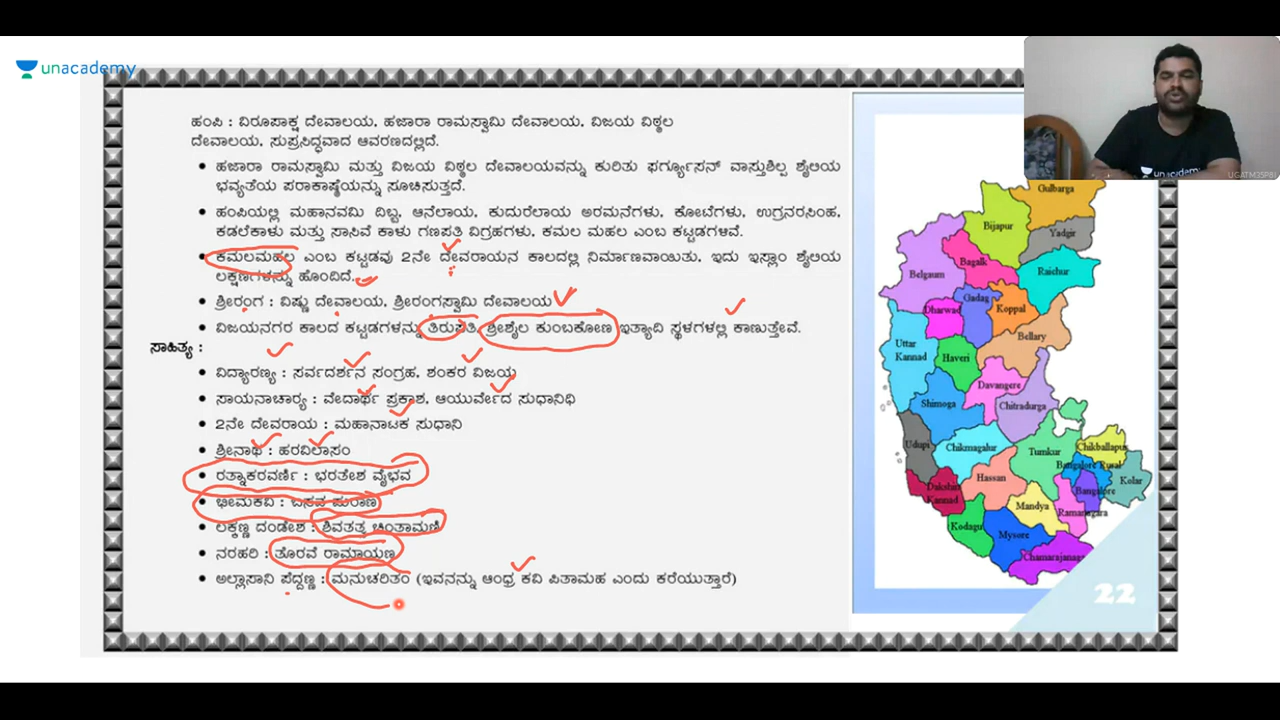 unacademy
ಹಂಪಿ : ವಿರೂಪಾಕ್ಷ ದೇವಾಲಯ, ಹಜಾರಾ ರಾಮಸ್ವಾಮಿ ದೇವಾಲಯ, ವಿಜಯ ವಿಠ್ಠಲ
ದೇವಾಲಯ, ಸುಪ್ರಸಿದ್ಧವಾದ ಆವರಣದಲ್ಲಿದೆ.
• ಹಜಾರಾ ರಾಮಸ್ವಾಮಿ ಮತ್ತು ವಿಜಯ ವಿಠ್ಠಲ ದೇವಾಲಯವನ್ನು ಕುರಿತು ಫರ್ಗ್ಯೂಸನ್ ವಾಸ್ತುಶಿಲ್ಪ ಶೈಲಿಯ
ಭವ್ಯತೆಯ ಪರಾಕಾಷ್ಠೆಯನ್ನು ಸೂಚಿಸುತ್ತದೆ.
• ಹಂಪಿಯಲ್ಲಿ ಮಹಾನವಮಿ ದಿಬ್ಬ, ಆನೆಲಾಯ, ಕುದುರೆಲಾಯ ಅರಮನೆಗಳು, ಕೋಟೆಗಳು, ಉಗ್ರನರಸಿಂಹ,
ಕಡಲೆಕಾಳು ಮತ್ತು ಸಾಸಿವೆ ಕಾಳು ಗಣಪತಿ ವಿಗ್ರಹಗಳು, ಕಮಲ ಮಹಲ ಎಂಬ ಕಟ್ಟಡಗಳಿವೆ.
• ಕಮಲಮಹಲ ಎಂಬ ಕಟ್ಟಡವು 2ನೇ ದೇವರಾಯನ ಕಾಲದಲ್ಲಿ ನಿರ್ಮಾಣವಾಯಿತು, ಇದು ಇಸ್ಲಾಂ ಶೈಲಿಯ
ಲಕ್ಷಣಗಳನ್ನು ಹೊಂದಿದೆ.
• ಶ್ರೀರಂಗ : ವಿಷ್ಣು ದೇವಾಲಯ, ಶ್ರೀರಂಗಸ್ವಾಮಿ ದೇವಾಲಯ
• ವಿಜಯನಗರ ಕಾಲದ ಕಟ್ಟಡಗಳನ್ನು ತಿರುಪತಿ, ಶ್ರೀಶೈಲ ಕುಂಬಕೋಣ ಇತ್ಯಾದಿ ಸ್ಥಳಗಳಲ್ಲಿ ಕಾಣುತ್ತೇವೆ.
ಸಾಹಿತ್ಯ :
• ವಿದ್ಯಾರಣ್ಯ : ಸರ್ವದರ್ಶನ ಸಂಗ್ರಹ, ಶಂಕರ ವಿಜಯ
• ಸಾಯನಾಚಾರ್‍ಯ : ವೇದಾರ್ಥ ಪ್ರಕಾಶ, ಆಯುರ್ವೇದ ಸುಧಾನಿಧಿ
• 2ನೇ ದೇವರಾಯ : ಮಹಾನಾಟಕ ಸುಧಾನಿ
• ಶ್ರೀನಾಥ : ಹರವಿಲಾಸಂ
• ರತ್ನಾಕರವರ್ಣಿ : ಭರತೇಶ ವೈಭವ
• ಭೀಮಕವಿ : ಬಸವ ಪುರಾಣ
• ಲಕ್ಕಣ್ಣ ದಂಡೇಶ : ಶಿವತತ್ವ ಚಿಂತಾಮಣಿ
• ನರಹರಿ : ತೊರವೆ ರಾಮಾಯಣ
• ಅಲ್ಲಾಸಾನಿ ಪೆದ್ದಣ್ಣ : ಮನುಚರಿತಂ (ಇವನನ್ನು ಆಂಧ್ರ ಕವಿ ಪಿತಾಮಹ ಎಂದು ಕರೆಯುತ್ತಾರೆ)
Gulbarga
Bijapur
Yadgir
Bagalk
Belgaum
Raichur
Gadag
Dharwad
Koppal
Uttar
Kannad
Bellary
Haveri
Davangere
Shimoga
Chitradurga
Udupi
Chikmagalur
Tumkur
Chikballapur
Bangalore Rural
Kolar
Bangalore
Hassan
Dakshin
Kannad
Mandya
Ramanagara
Kodagu
Mysore
Chamarajanaga
22
unacademy